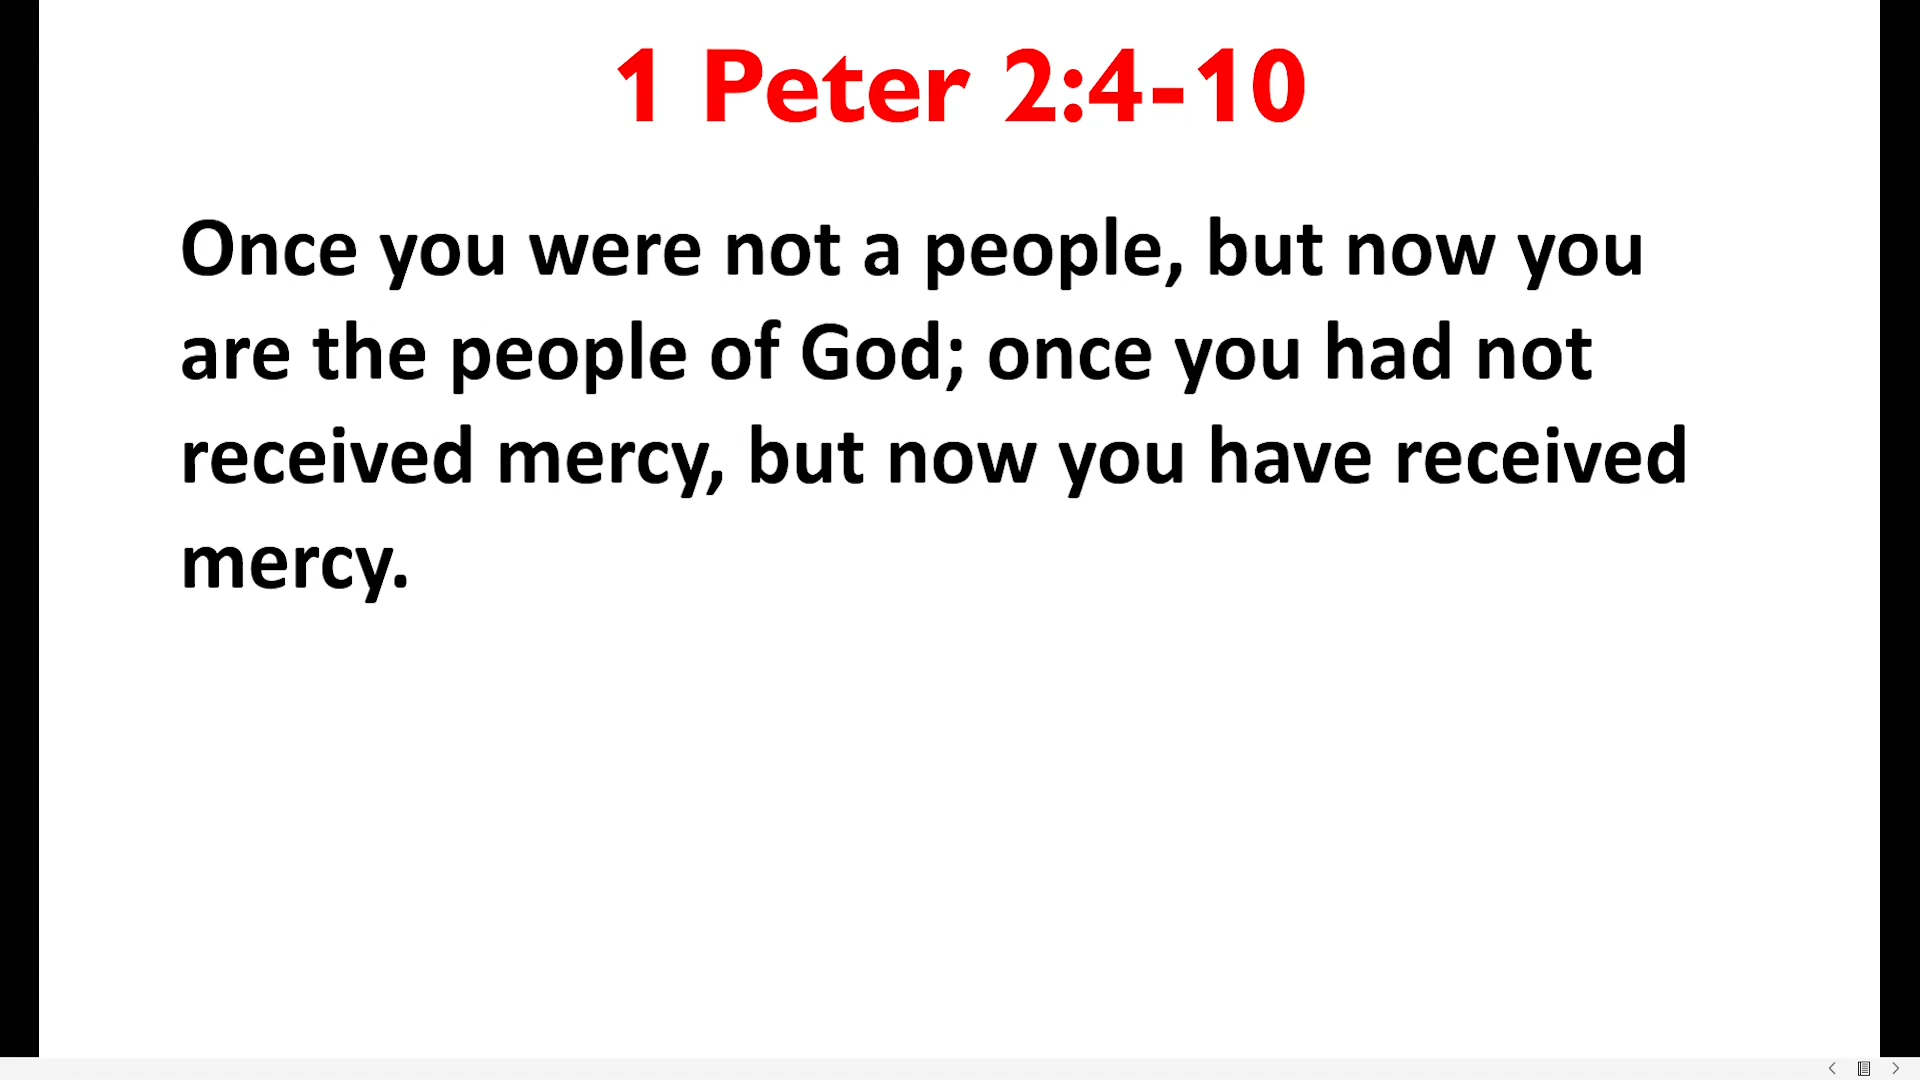 1 Peter 2:4-10
Once you were not a people, but now you
are the people of God; once you had not
received mercy, but now you have received
mercy.